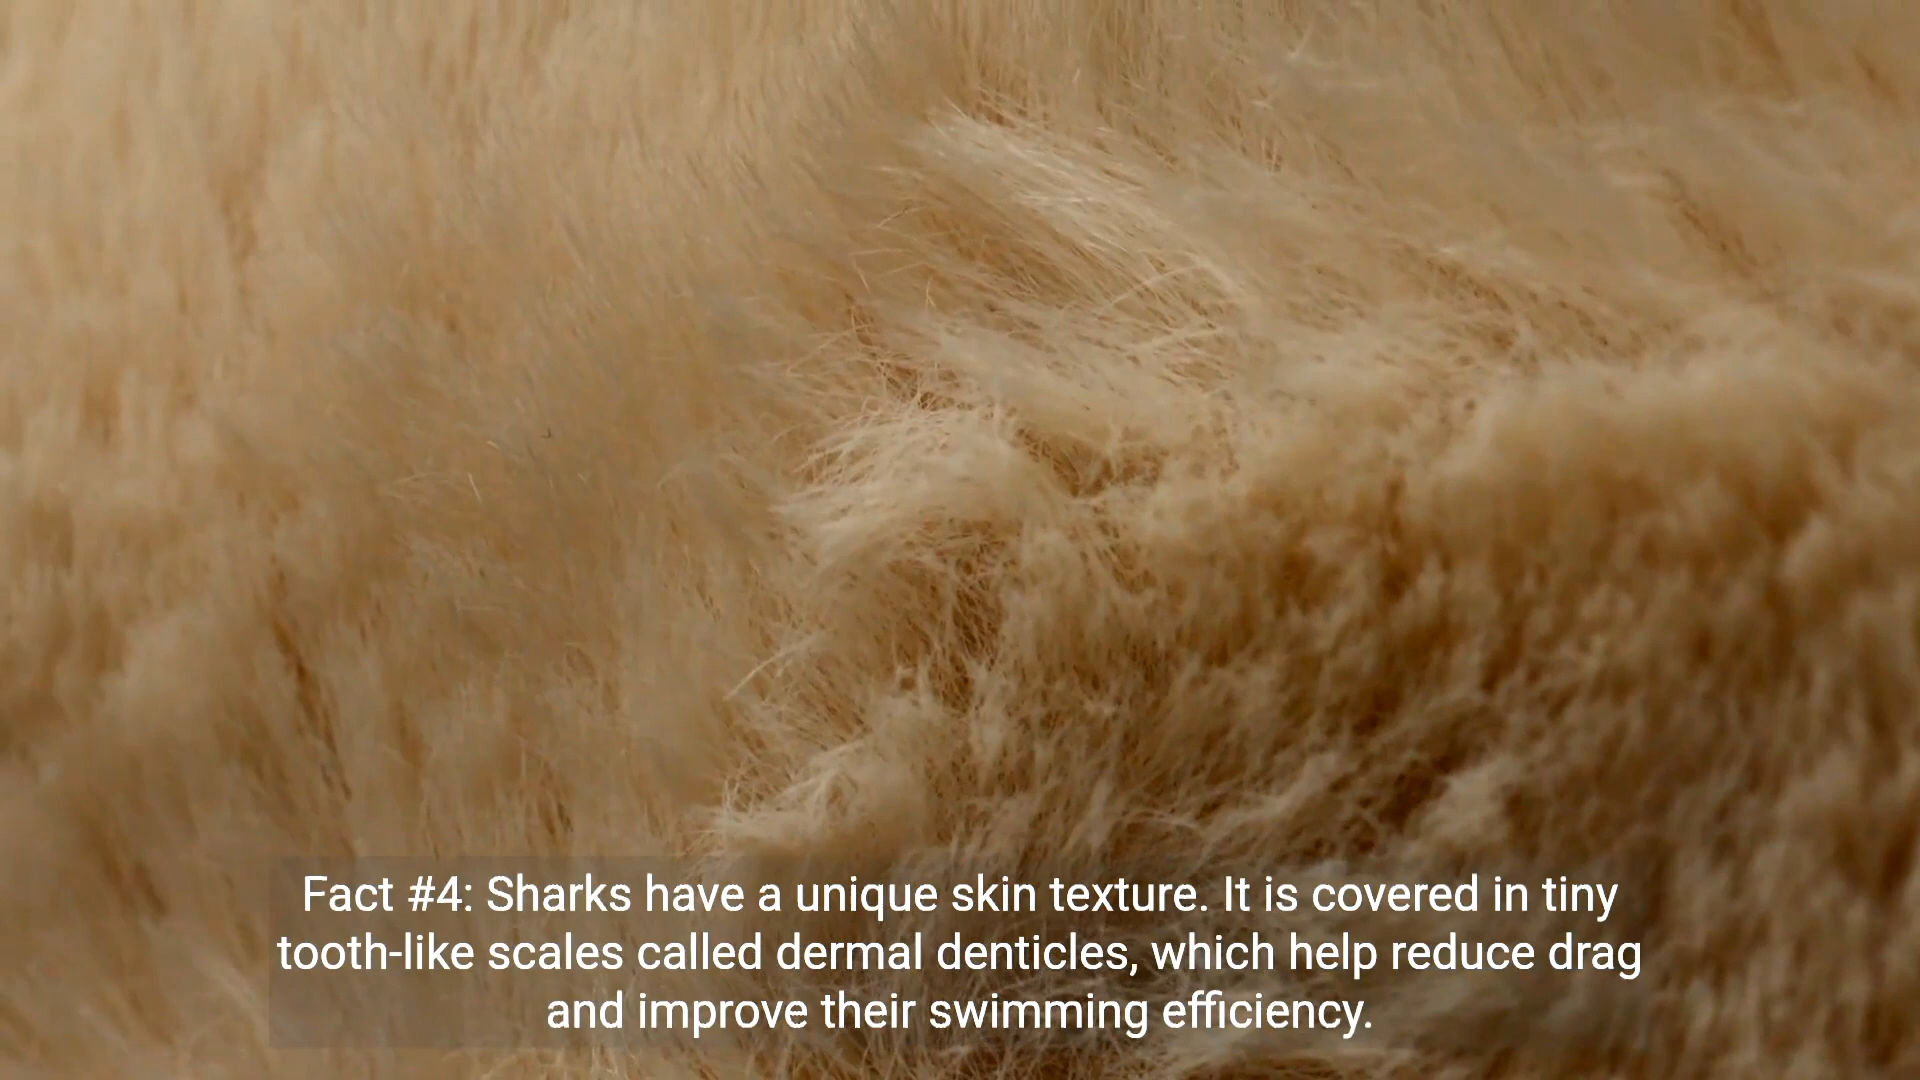 Fact #4: Sharks have a unique skin texture. It is covered in tiny
tooth-like scales called dermal denticles, which help reduce drag
and improve their swimming efficiency.